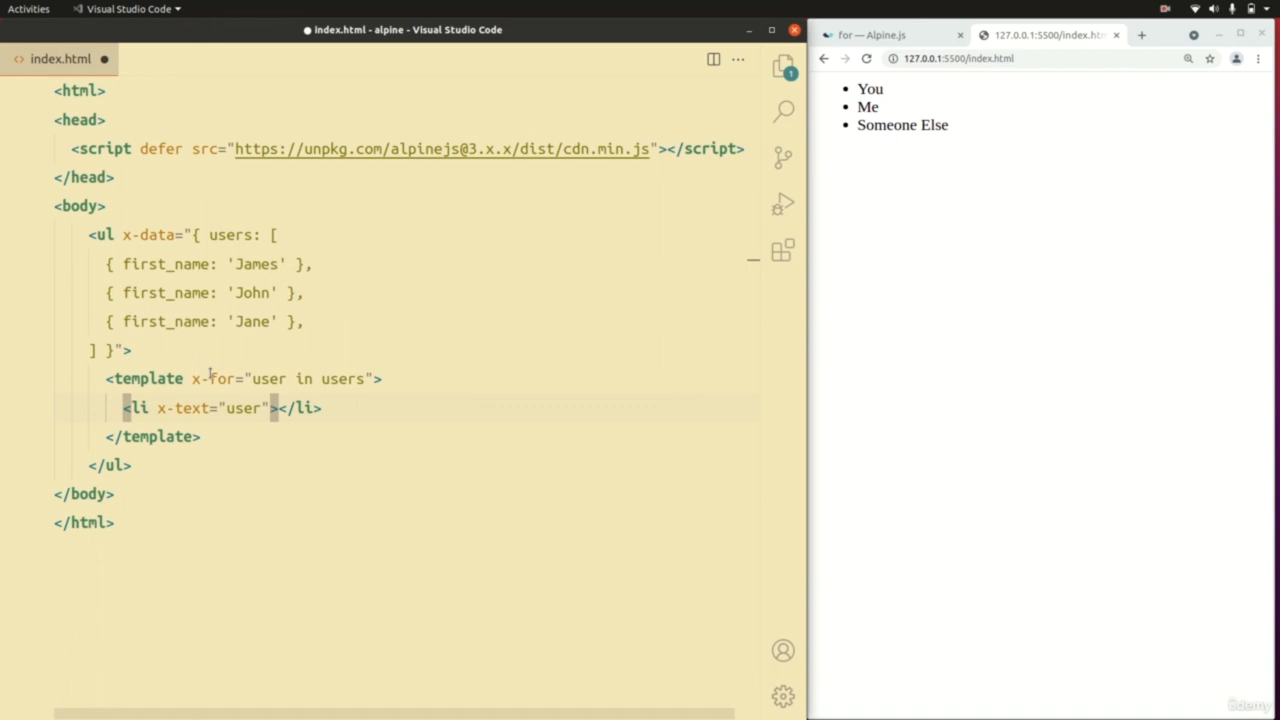 Activities
Visual Studio Code
index.html - alpine - Visual Studio Code
index.html
1
<html>
<head>
<script defer src="https://unpkg.com/alpinejs@3.x.x/dist/cdn.min.js"></script>
</head>
<body>
<ul x-data="{ users: [
{ first_name: 'James' },
{ first_name: 'John' },
{ first_name: 'Jane' },
] }">
<template x-for="user in users">
<li x-text="user"></li>
</template>
</ul>
</body>
</html>
for — Alpine.js
127.0.0.1:5500/index.htm
127.0.0.1:5500/index.html
You
Me
Someone Else
ûdemy